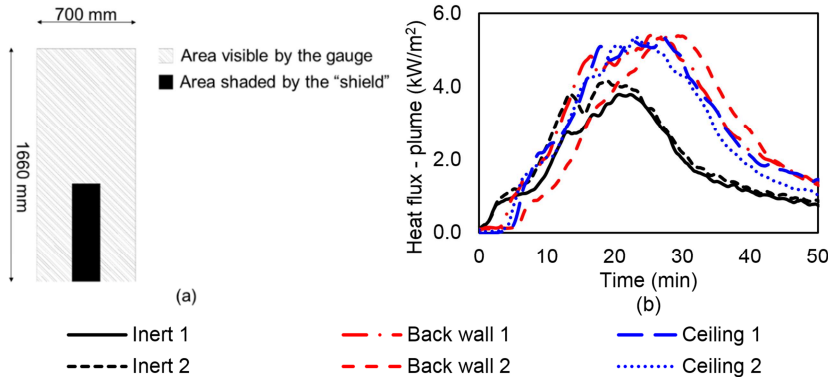 700 mm
1660 mm
Area visible by the gauge
Area shaded by the “shield”
(a)
Heat flux - plume (kW/m²)
6.0
4.0
2.0
0.0
0 10 20 30 40 50
Time (min)
(b)
Inert 1 Back wall 1 Ceiling 1
Inert 2 Back wall 2 Ceiling 2